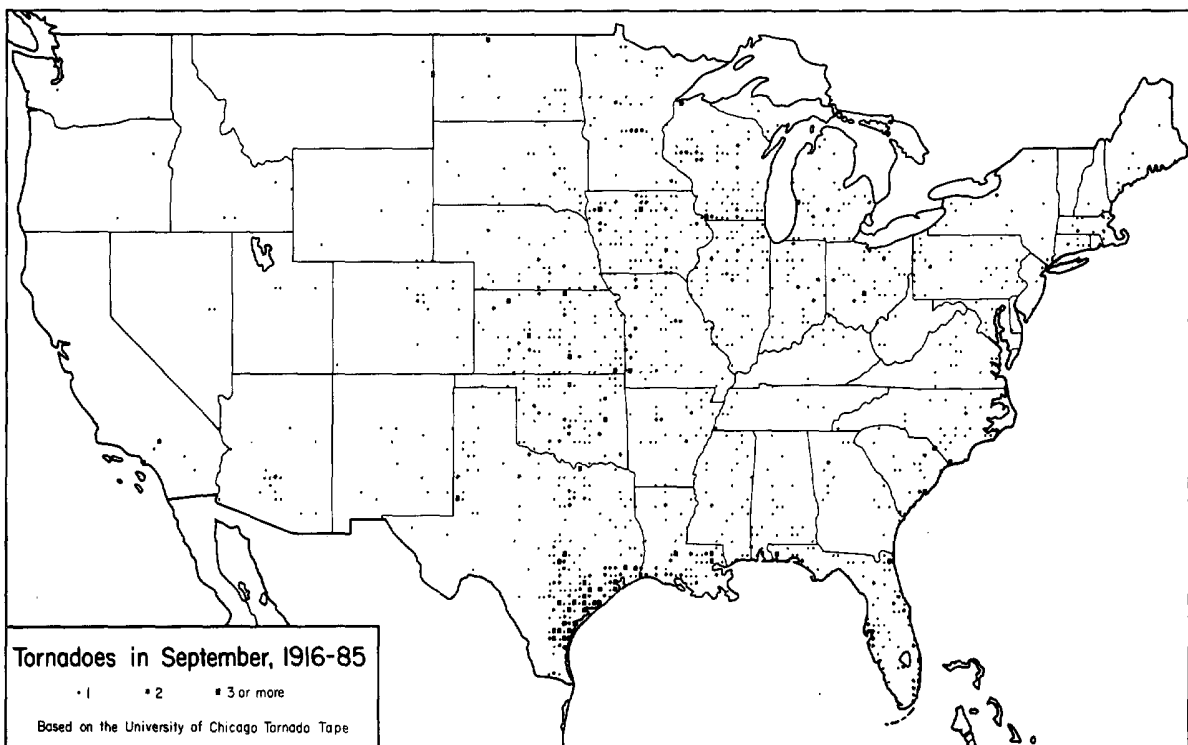 Tornadoes in September, 1916-85
1 2 3 or more
Based on the University of Chicago Tornado Tape